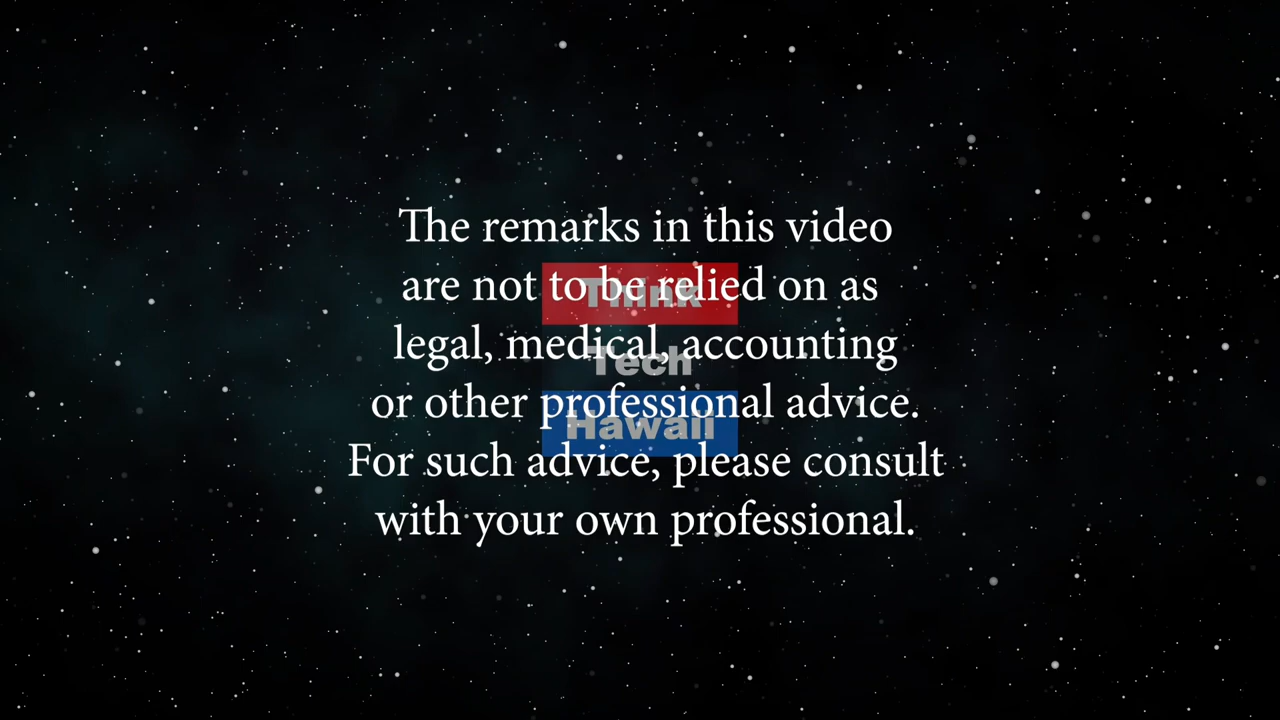 The remarks in this video
are not to be relied on as
legal, medical, accounting
or other professional advice.
For such advice, please consult
with your own professional.
Think
Tech
Hawaii